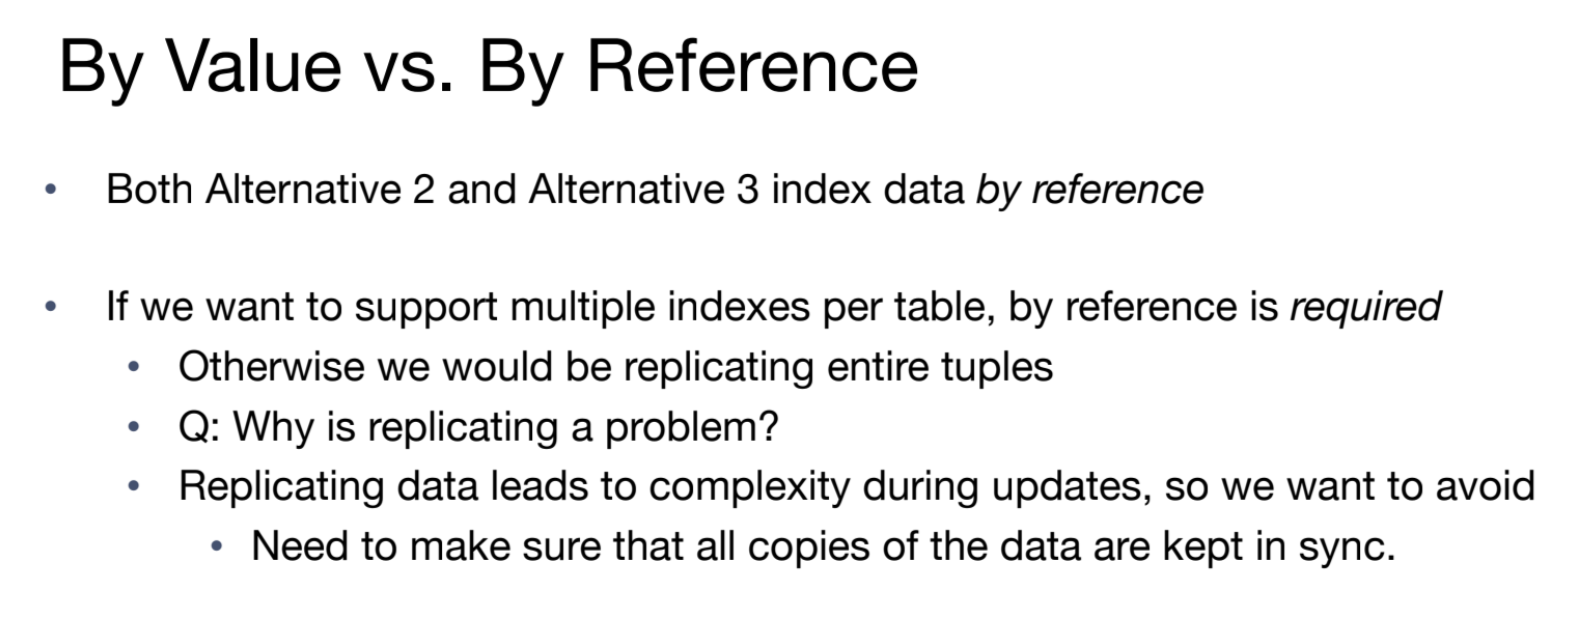 By Value vs. By Reference
• Both Alternative 2 and Alternative 3 index data by reference
• If we want to support multiple indexes per table, by reference is required
• Otherwise we would be replicating entire tuples
• Q: Why is replicating a problem?
• Replicating data leads to complexity during updates, so we want to avoid
• Need to make sure that all copies of the data are kept in sync.